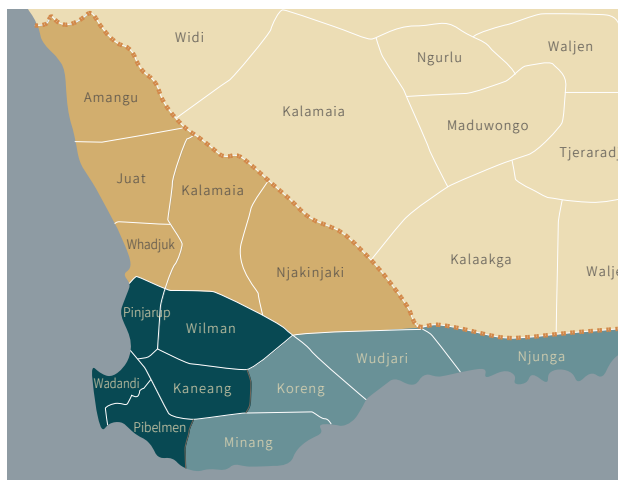 Widi
Waljen
Ngurlu
Amangu
Kalamaia
Maduwongo
Tjerarad
Juat
Kalamaia
Whadjuk
Kalaakga
Njakinjaki
Walje
Pinjarup
Wilman
Wudjari
Njunga
Wadandi
Kaneang
Koreng
Pibelmen
Minang